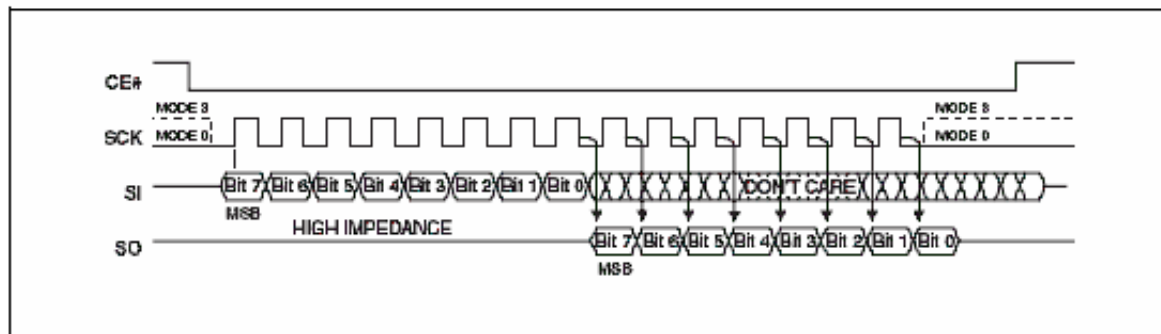 CE#
MODE 3
MODE 3
SCK
MODE 0
MODE 0
SI
Bit 7 Bit 6 Bit 5 Bit 4 Bit 3 Bit 2 Bit 1 Bit 0
DON'T CARE
MSB
HIGH IMPEDANCE
SO
Bit 7 Bit 6 Bit 5 Bit 4 Bit 3 Bit 2 Bit 1 Bit 0
MSB